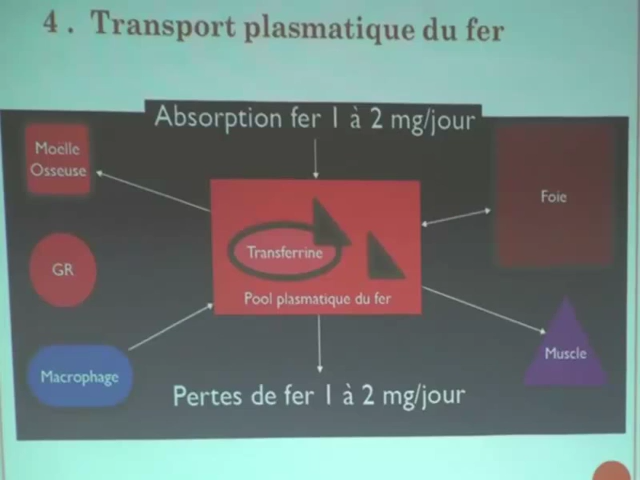 4 . Transport plasmatique du fer
Absorption fer 1 à 2 mg/jour
Moelle
Osseuse
Foie
Transferrine
GR
Pool plasmatique du fer
Muscle
Macrophage
Pertes de fer 1 à 2 mg/jour